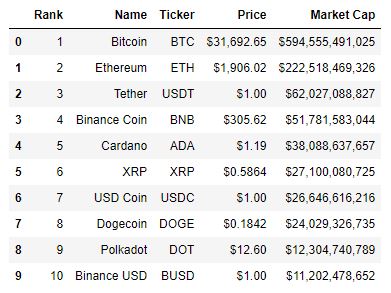 Rank Name Ticker Price Market Cap
0 1 Bitcoin BTC $31,692.65 $594,555,491,025
1 2 Ethereum ETH $1,906.02 $222,518,469,326
2 3 Tether USDT $1.00 $62,027,088,827
3 4 Binance Coin BNB $305.62 $51,781,583,044
4 5 Cardano ADA $1.19 $38,088,637,657
5 6 XRP XRP $0.5864 $27,100,080,725
6 7 USD Coin USDC $1.00 $26,646,616,216
7 8 Dogecoin DOGE $0.1842 $24,029,326,735
8 9 Polkadot DOT $12.60 $12,304,740,789
9 10 Binance USD BUSD $1.00 $11,202,478,652